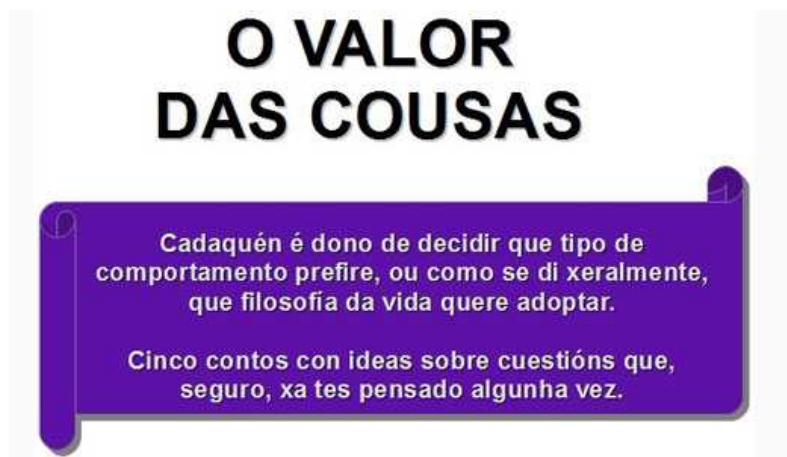 O VALOR
DAS COUSAS
Cadaquén é dono de decidir que tipo de
comportamento prefire, ou como se di xeralmente,
que filosofía da vida quere adoptar.
Cinco contos con ideas sobre cuestións que,
seguro, xa tes pensado algunha vez.